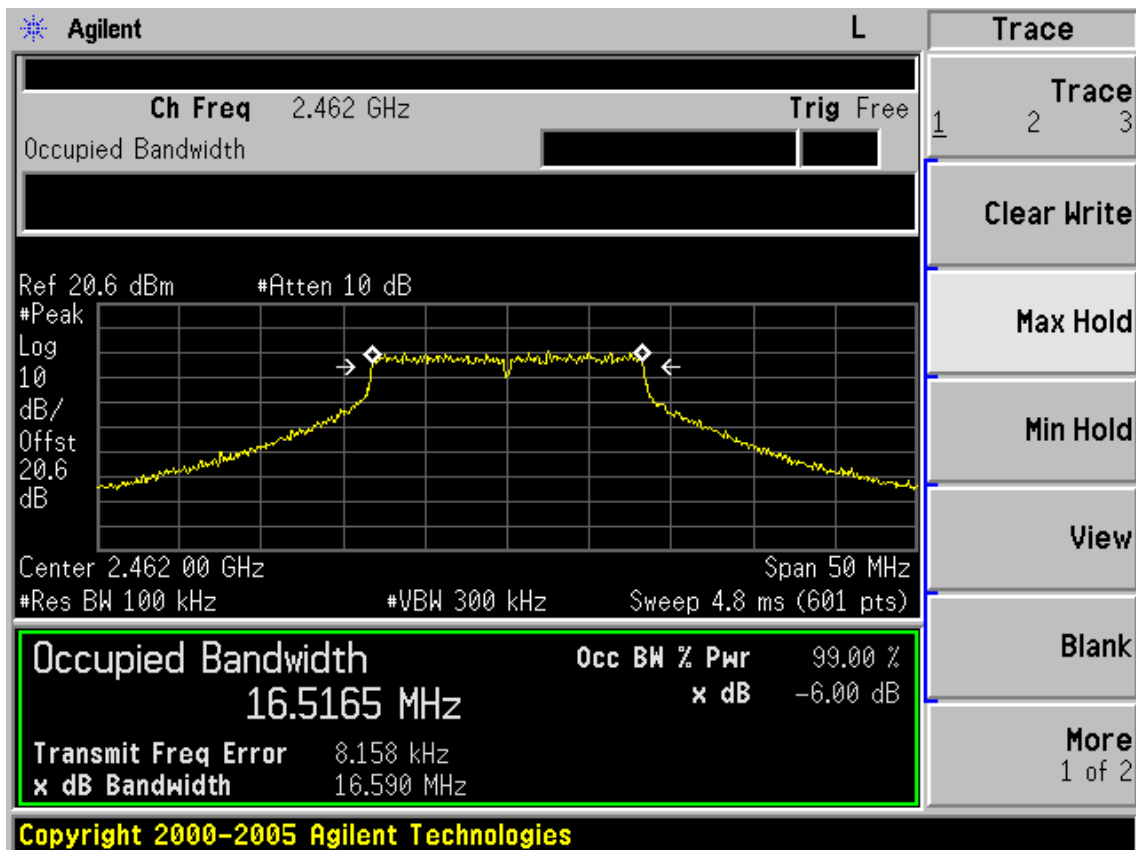 Agilent L Trace
Ch Freq 2.462 GHz Trig Free
Occupied Bandwidth
Trace
1 2 3
Clear Write
Max Hold
Min Hold
View
Blank
More
1 of 2
Ref 20.6 dBm #Atten 10 dB
#Peak
Log
10
dB/
Offst
20.6
dB
Center 2.462 00 GHz Span 50 MHz
#Res BW 100 kHz #VBW 300 kHz Sweep 4.8 ms (601 pts)
Occupied Bandwidth Occ BW % Pwr 99.00 %
16.5165 MHz x dB -6.00 dB
Transmit Freq Error 8.158 kHz
x dB Bandwidth 16.590 MHz
Copyright 2000-2005 Agilent Technologies